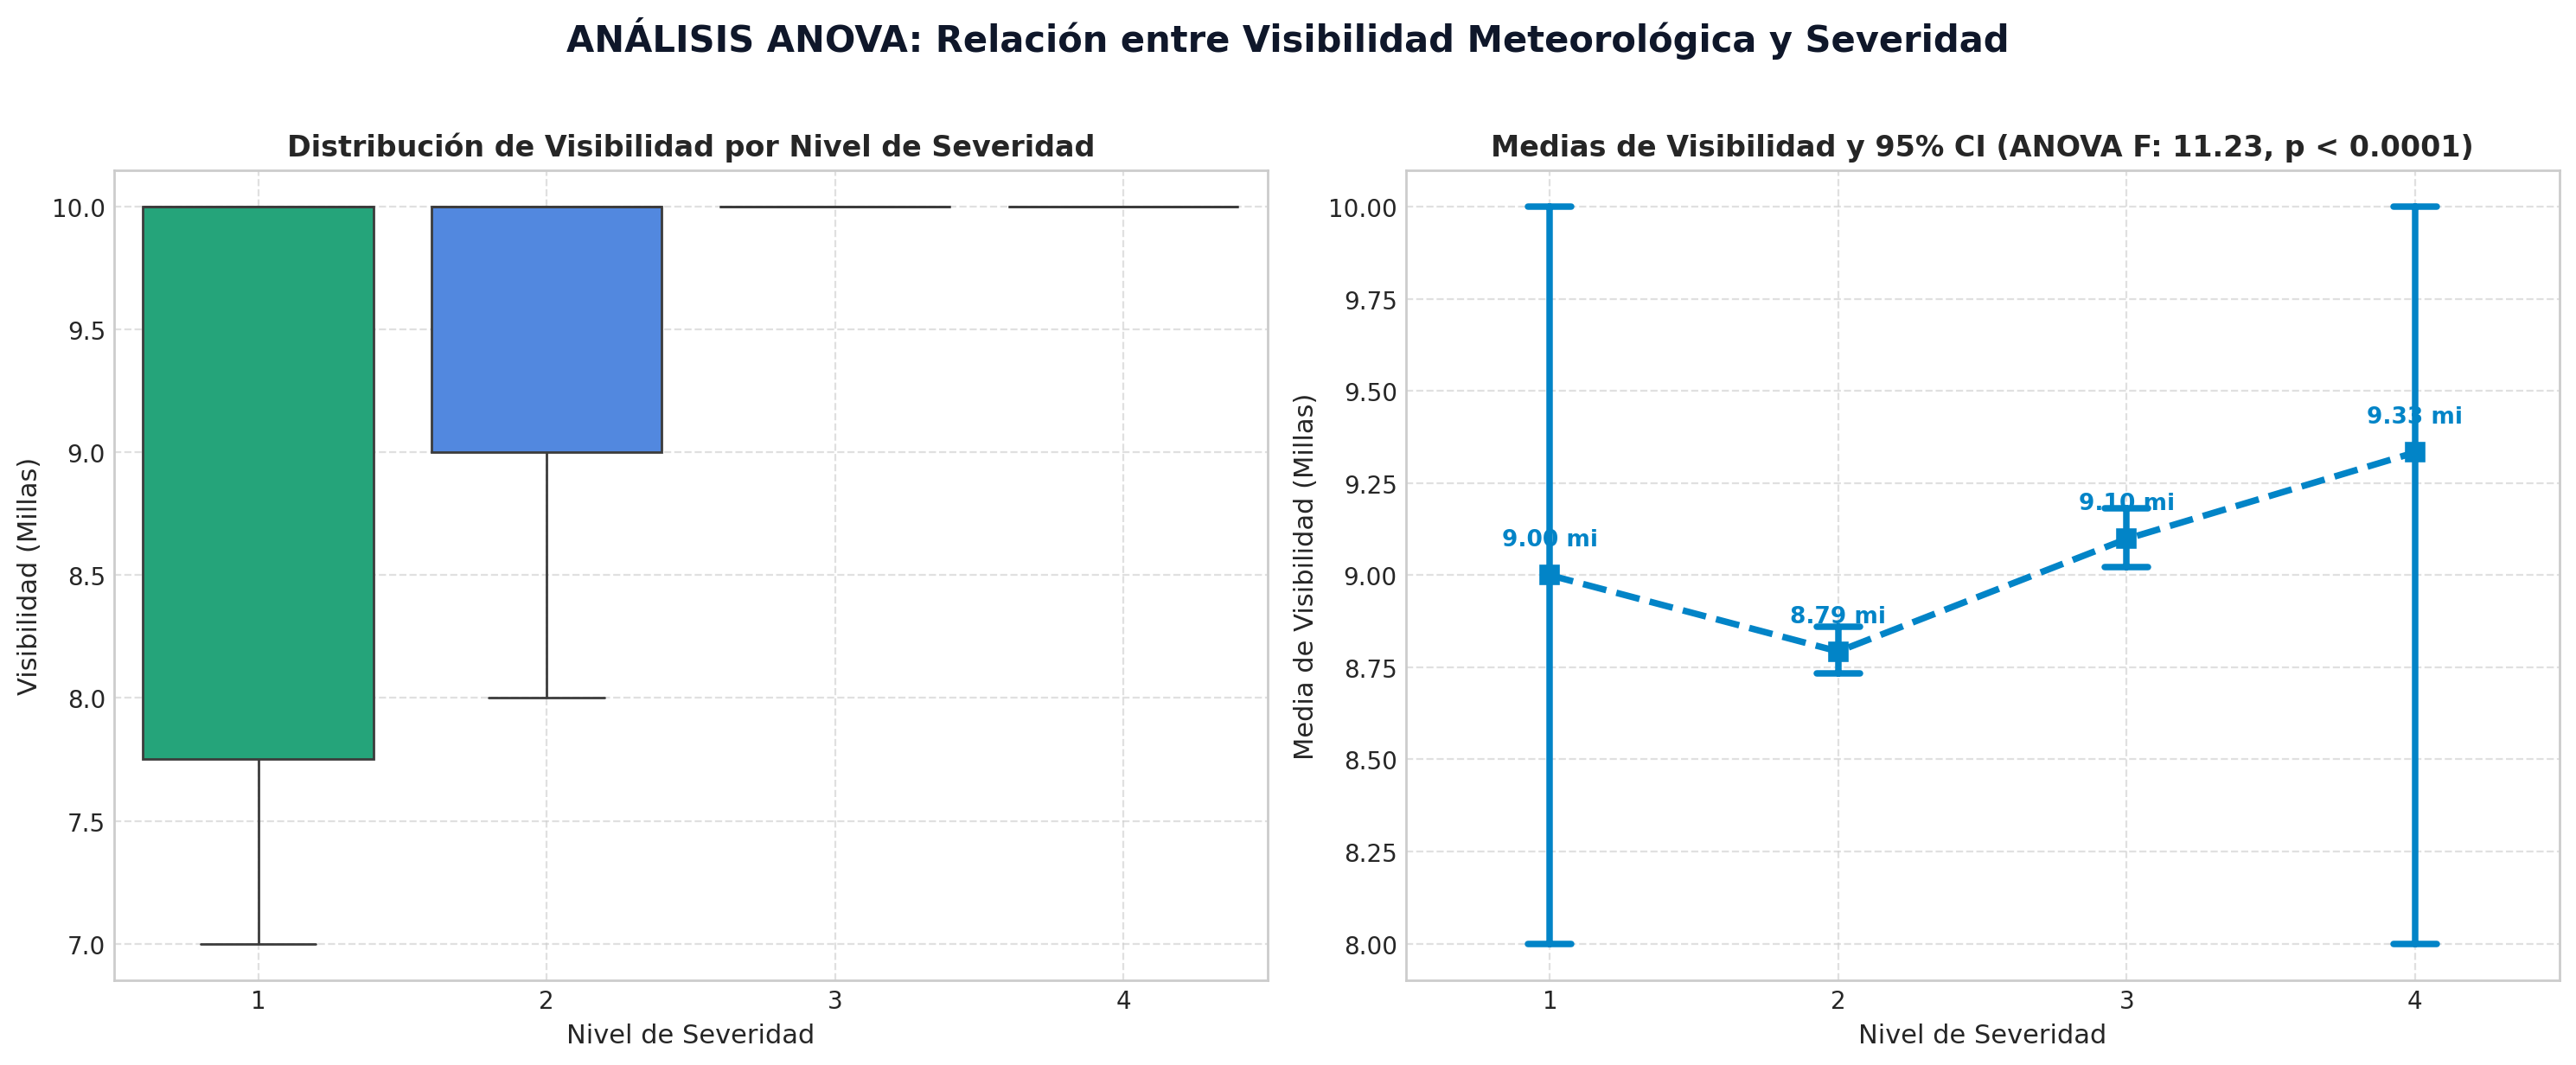 ANÁLISIS ANOVA: Relación entre Visibilidad Meteorológica y Severidad
Distribución de Visibilidad por Nivel de Severidad
Visibilidad (Millas)
10.0
9.5
9.0
8.5
8.0
7.5
7.0
1 2 3 4
Nivel de Severidad
Medias de Visibilidad y 95% CI (ANOVA F: 11.23, p < 0.0001)
Media de Visibilidad (Millas)
10.00
9.75
9.50
9.25
9.00
8.75
8.50
8.25
8.00
9.00 mi
8.79 mi
9.10 mi
9.33 mi
1 2 3 4
Nivel de Severidad